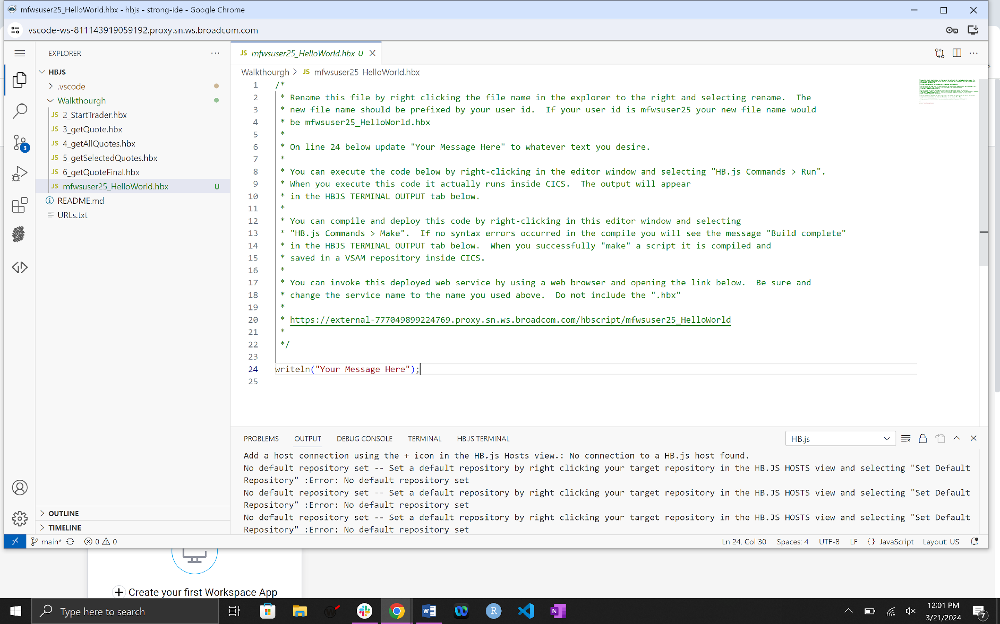 mfwsuser25_HelloWorld.hbx - hbjs - strong-ide - Google Chrome
vscode-ws-811143919059192.proxy.sn.ws.broadcom.com
EXPLORER
HBJS
.vscode
Walkthourgh
JS 2_StartTrader.hbx
JS 3_getQuote.hbx
JS 4_getAllQuotes.hbx
JS 5_getSelectedQuotes.hbx
JS 6_getQuoteFinal.hbx
JS mfwsuser25_HelloWorld.hbx U
README.md
URLs.txt
3
OUTLINE
TIMELINE
JS mfwsuser25_HelloWorld.hbx U
Walkthourgh > JS mfwsuser25_HelloWorld.hbx
1 /*
2 * Rename this file by right clicking the file name in the explorer to the right and selecting rename. The
3 * new file name should be prefixed by your user id. If your user id is mfwsuser25 your new file name would
4 * be mfwsuser25_HelloWorld.hbx
5 *
6 * On line 24 below update "Your Message Here" to whatever text you desire.
7 *
8 * You can execute the code below by right-clicking in the editor window and selecting "HB.js Commands > Run".
9 * When you execute this code it actually runs inside CICS. The output will appear
10 * in the HBJS TERMINAL OUTPUT tab below.
11 *
12 * You can compile and deploy this code by right-clicking in this editor window and selecting
13 * "HB.js Commands > Make". If no syntax errors occurred in the compile you will see the message "Build complete"
14 * in the HBJS TERMINAL OUTPUT tab below. When you successfully "make" a script it is compiled and
15 * saved in a VSAM repository inside CICS.
16 *
17 * You can invoke this deployed web service by using a web browser and opening the link below. Be sure and
18 * change the service name to the name you used above. Do not include the ".hbx"
19 *
20 * https://external-777049899224769.proxy.sn.ws.broadcom.com/hbscript/mfwsuser25_HelloWorld
21 *
22 */
23
24 writeln("Your Message Here");
25
PROBLEMS OUTPUT DEBUG CONSOLE TERMINAL HBJS TERMINAL HB.js
Add a host connection using the + icon in the HB.js Hosts view.: No connection to a HB.js host found.
No default repository set -- Set a default repository by right clicking your target repository in the HB.JS HOSTS view and selecting "Set Default
Repository" :Error: No default repository set
No default repository set -- Set a default repository by right clicking your target repository in the HB.JS HOSTS view and selecting "Set Default
Repository" :Error: No default repository set
No default repository set -- Set a default repository by right clicking your target repository in the HB.JS HOSTS view and selecting "Set Default
Repository" :Error: No default repository set
main* 0 0 Ln 24, Col 30 Spaces: 4 UTF-8 LF {} JavaScript Layout: US
+ Create your first Workspace App
Type here to search
12:01 PM
3/21/2024
7